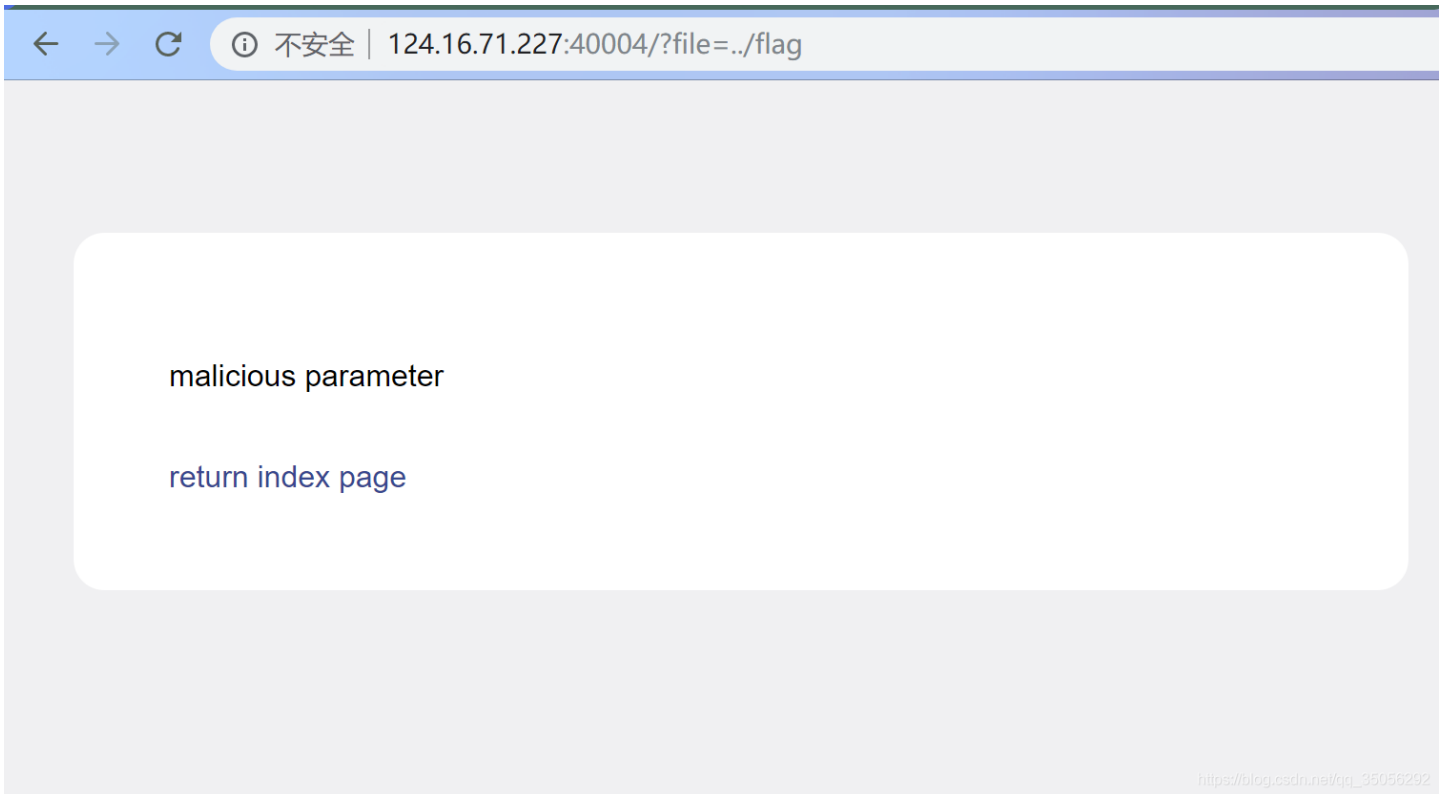 不安全 124.16.71.227:40004/?file=../flag
malicious parameter
return index page
https://blog.csdn.net/qq_35056292